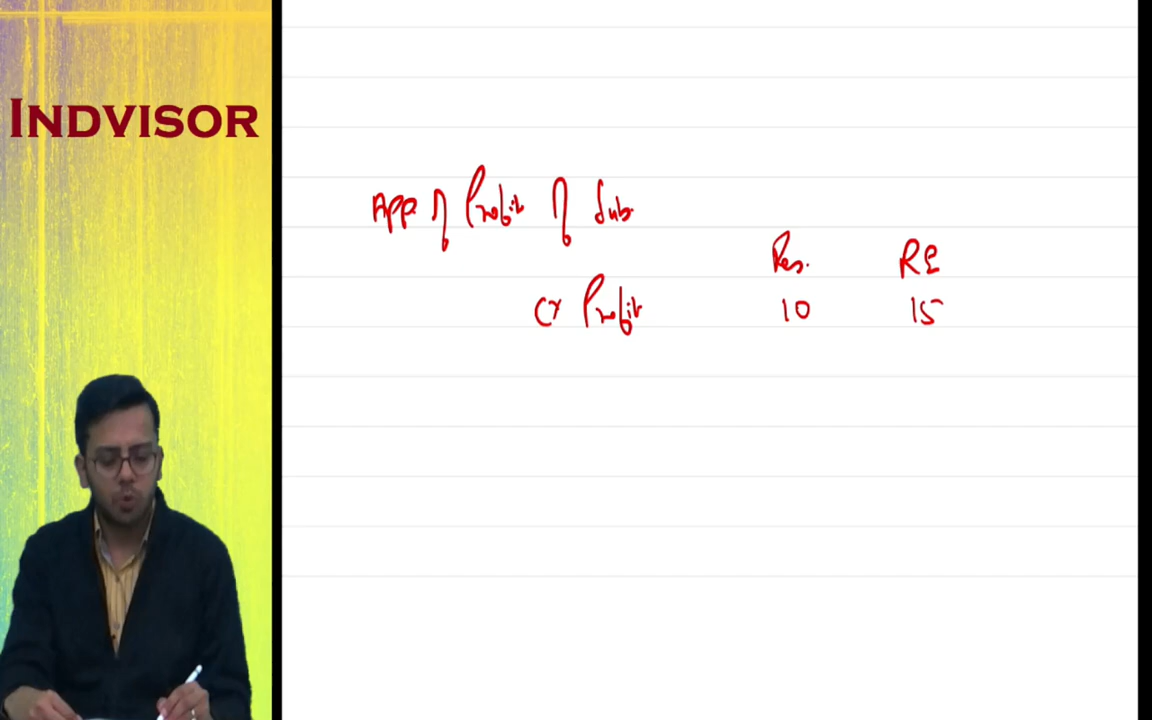 INDVISOR
App of Profit of Sub.
Res. RE
CY Profit 10 15